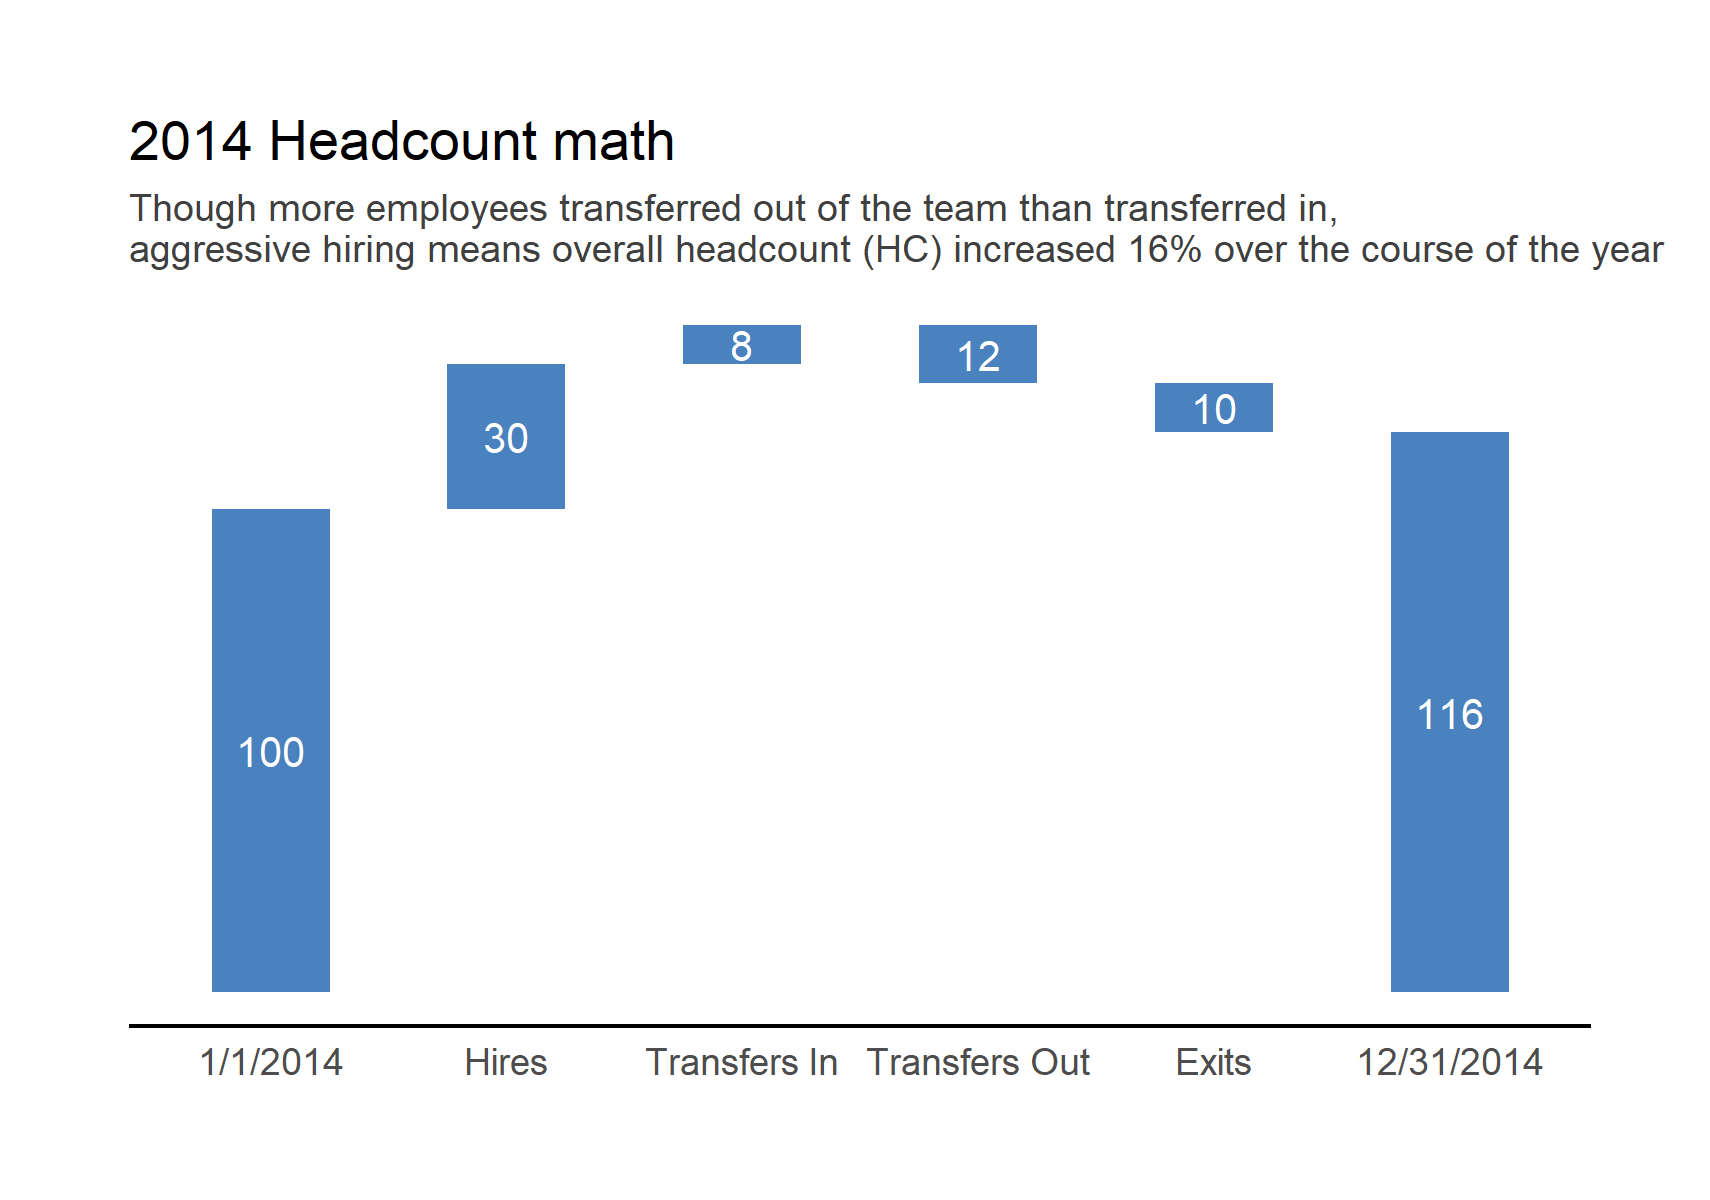 2014 Headcount math
Though more employees transferred out of the team than transferred in,
aggressive hiring means overall headcount (HC) increased 16% over the course of the year
8
12
10
30
116
100
1/1/2014
Hires
Transfers In
Transfers Out
Exits
12/31/2014